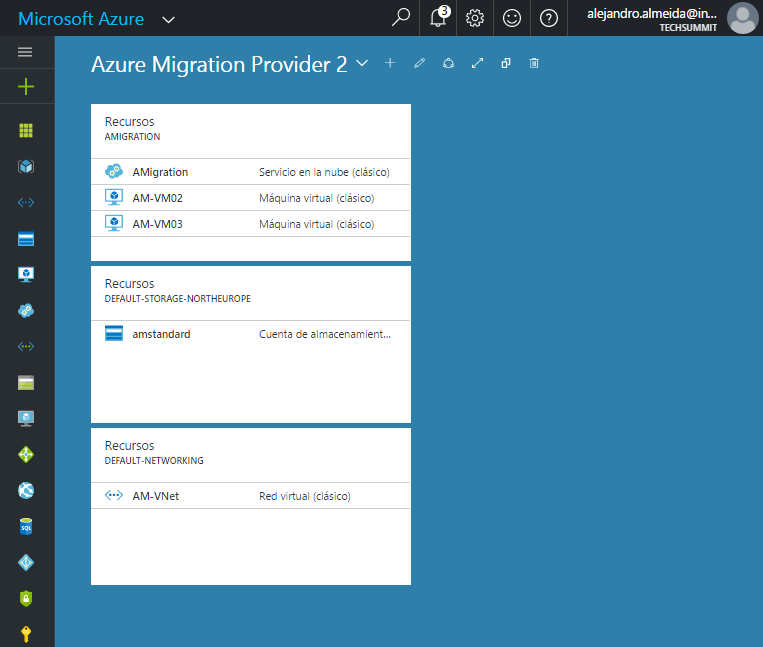 Microsoft Azure
3
alejandro.almeida@in...
TECHSUMMIT
Azure Migration Provider 2
Recursos
AMIGRATION
AMigration Servicio en la nube (clásico)
AM-VM02 Máquina virtual (clásico)
AM-VM03 Máquina virtual (clásico)
Recursos
DEFAULT-STORAGE-NORTHEUROPE
amstandard Cuenta de almacenamient...
Recursos
DEFAULT-NETWORKING
AM-VNet Red virtual (clásico)
SQL